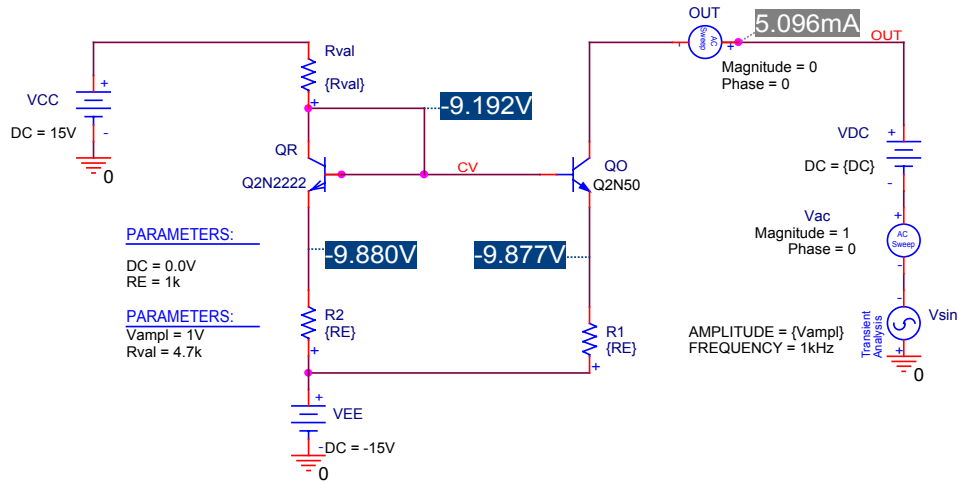 OUT
5.096mA
OUT
AC Sweep
- +
Magnitude = 0
Phase = 0
Rval
{Rval}
+
VCC
+
-
DC = 15V
0
-9.192V
VDC
+
-
DC = {DC}
QR
Q2N2222
CV
QO
Q2N50
Vac
+
-
Magnitude = 1
Phase = 0
AC Sweep
PARAMETERS:
DC = 0.0V
RE = 1k
-9.880V
-9.877V
PARAMETERS:
Vampl = 1V
Rval = 4.7k
R2
{RE}
+
R1
{RE}
+
AMPLITUDE = {Vampl}
FREQUENCY = 1kHz
Transient Analysis
-
+
Vsin
0
VEE
+
-
DC = -15V
0